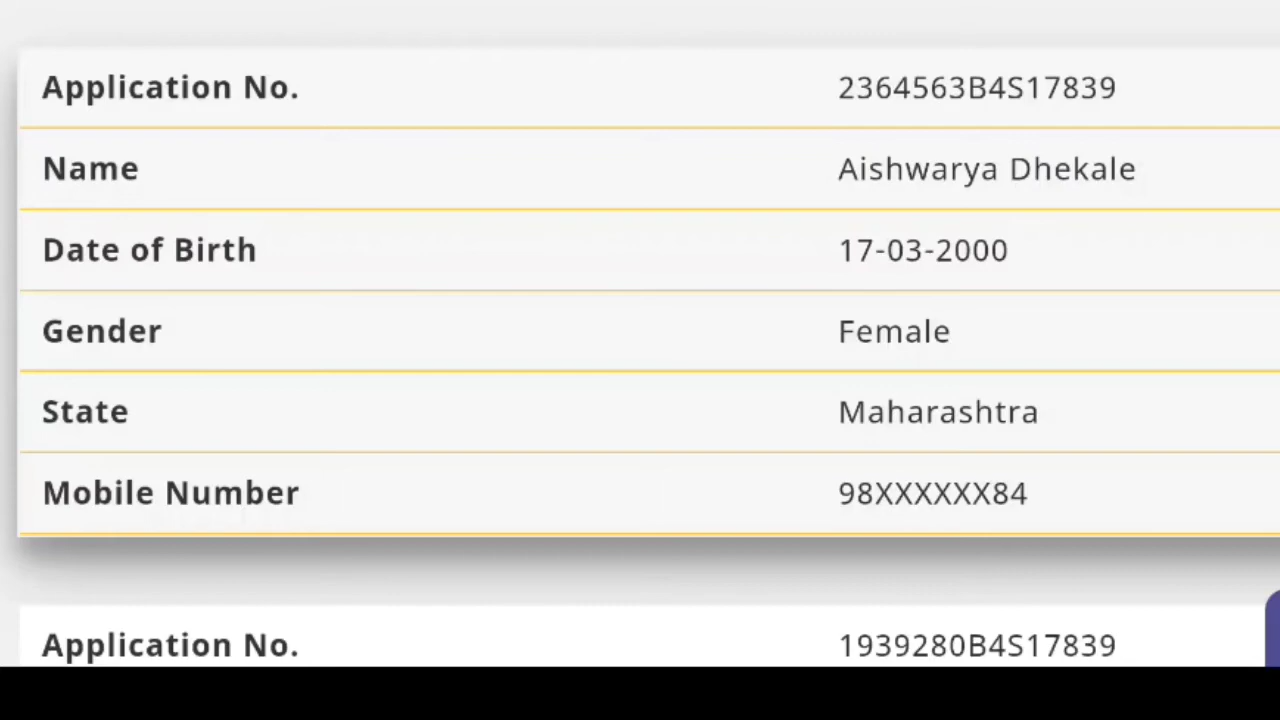 Application No. 2364563B4S17839
Name Aishwarya Dhekale
Date of Birth 17-03-2000
Gender Female
State Maharashtra
Mobile Number 98XXXXXX84
Application No. 1939280B4S17839